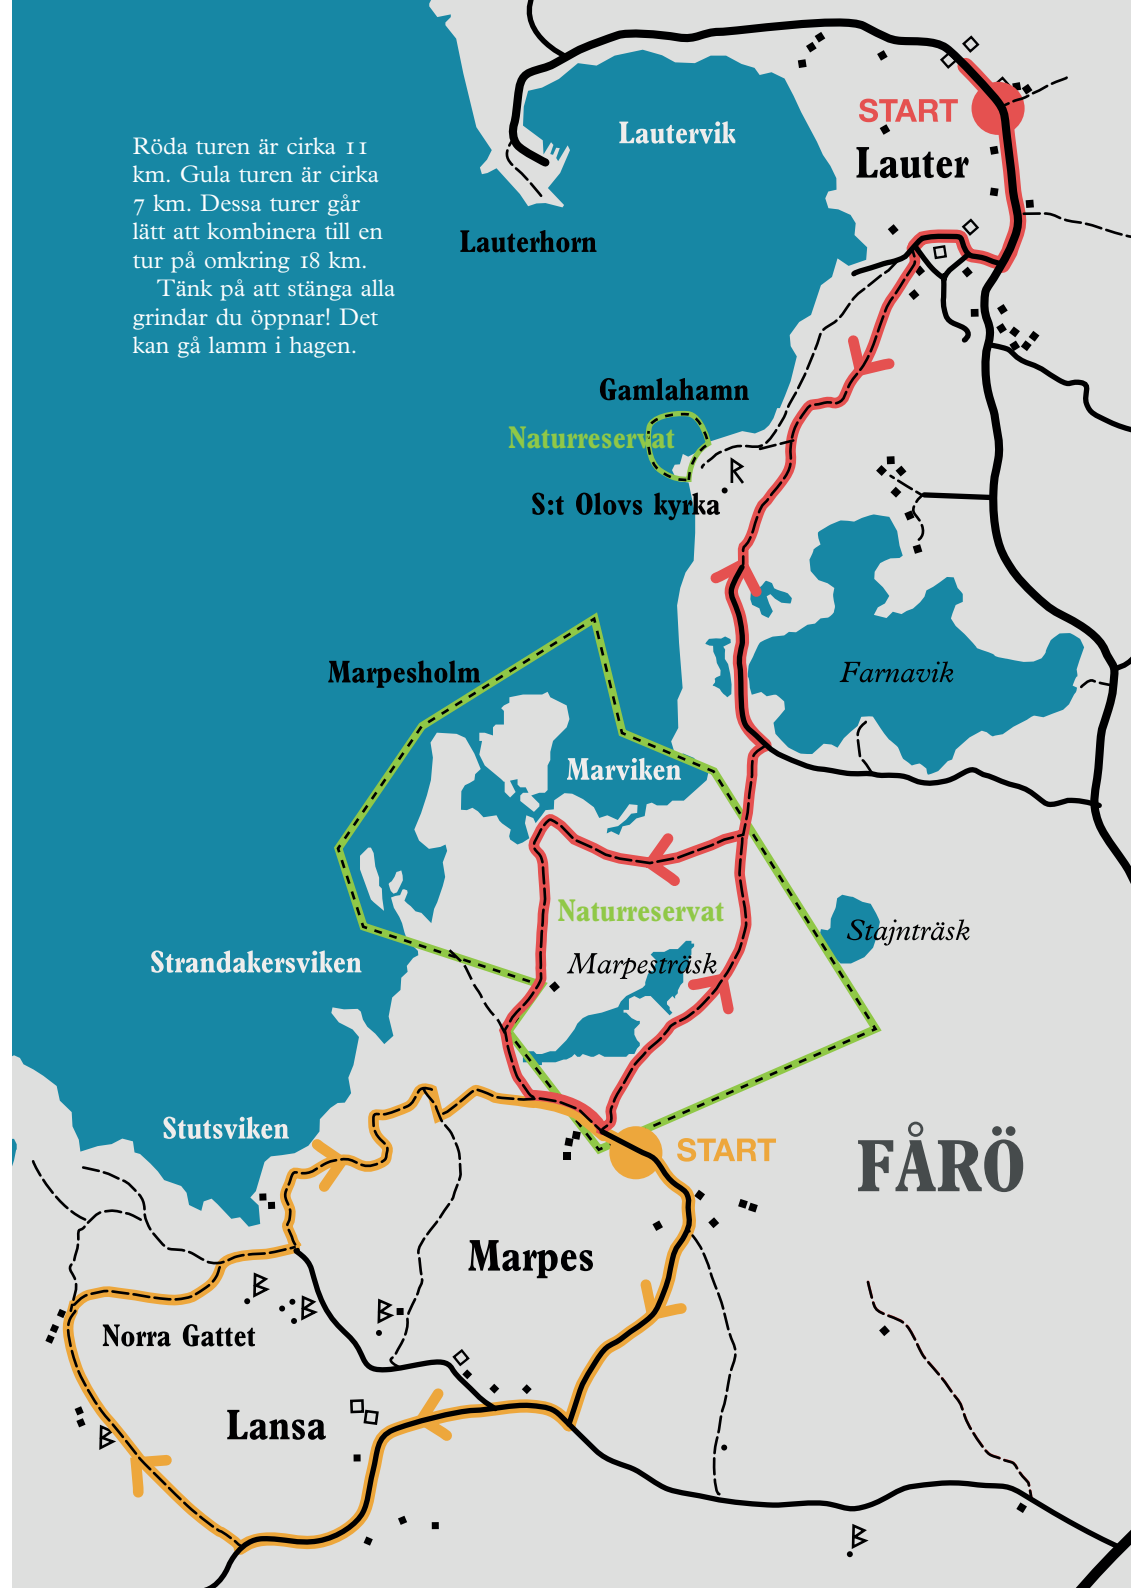 Lautervik
START
Lauter
Röda turen är cirka 11
km. Gula turen är cirka
7 km. Dessa turer går
lätt att kombinera till en
tur på omkring 18 km.
Tänk på att stänga alla
grindar du öppnar! Det
kan gå lamm i hagen.
Lauterhorn
Gamlahamn
Naturreservat
R
S:t Olovs kyrka
Marpesholm
Farnavik
Marviken
Naturreservat
Stajnträsk
Strandakersviken
Marpesträsk
Stutsviken
START
FÅRÖ
Marpes
B
B
B
Norra Gattet
Lansa
B
B